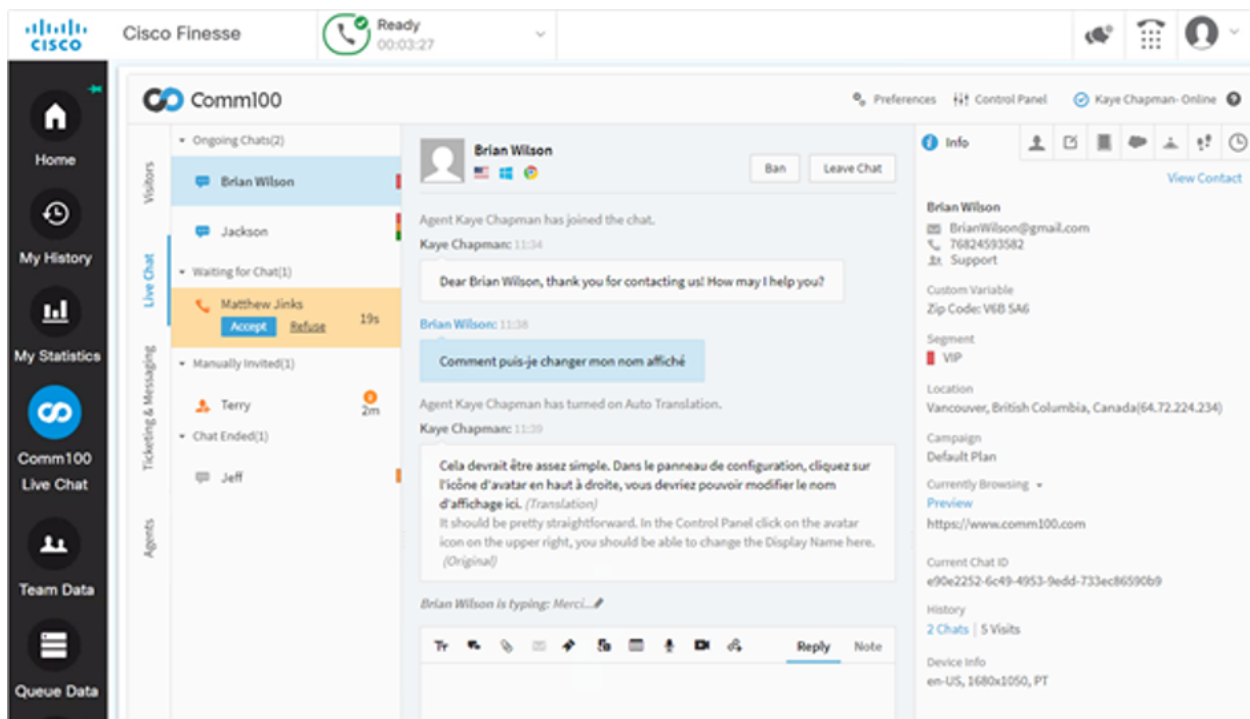 CISCO
Cisco Finesse
Ready
00:03:27
Home
My History
My Statistics
Comm100
Live Chat
Team Data
Queue Data
Comm100
Preferences
Control Panel
Kaye Chapman- Online
Visitors
Live Chat
Ticketing & Messaging
Agents
Ongoing Chats(2)
Brian Wilson
Jackson
Waiting for Chat(1)
Matthew Jinks
Accept
Refuse
19s
Manually Invited(1)
Terry
2m
Chat Ended(1)
Jeff
Brian Wilson
Ban
Leave Chat
Agent Kaye Chapman has joined the chat.
Kaye Chapman: 11:34
Dear Brian Wilson, thank you for contacting us! How may I help you?
Brian Wilson: 11:38
Comment puis-je changer mon nom affiché
Agent Kaye Chapman has turned on Auto Translation.
Kaye Chapman: 11:39
Cela devrait être assez simple. Dans le panneau de configuration, cliquez sur
l'icône d'avatar en haut à droite, vous devriez pouvoir modifier le nom
d'affichage ici. (Translation)
It should be pretty straightforward. In the Control Panel click on the avatar
icon on the upper right, you should be able to change the Display Name here.
(Original)
Brian Wilson is typing: Merci...
Tr
Reply
Note
Info
View Contact
Brian Wilson
BrianWilson@gmail.com
76824593582
Support
Custom Variable
Zip Code: V6B 5A6
Segment
VIP
Location
Vancouver, British Columbia, Canada(64.72.224.234)
Campaign
Default Plan
Currently Browsing
Preview
https://www.comm100.com
Current Chat ID
e90e2252-6c49-4953-9edd-733ec86590b9
History
2 Chats | 5 Visits
Device Info
en-US, 1680x1050, PT